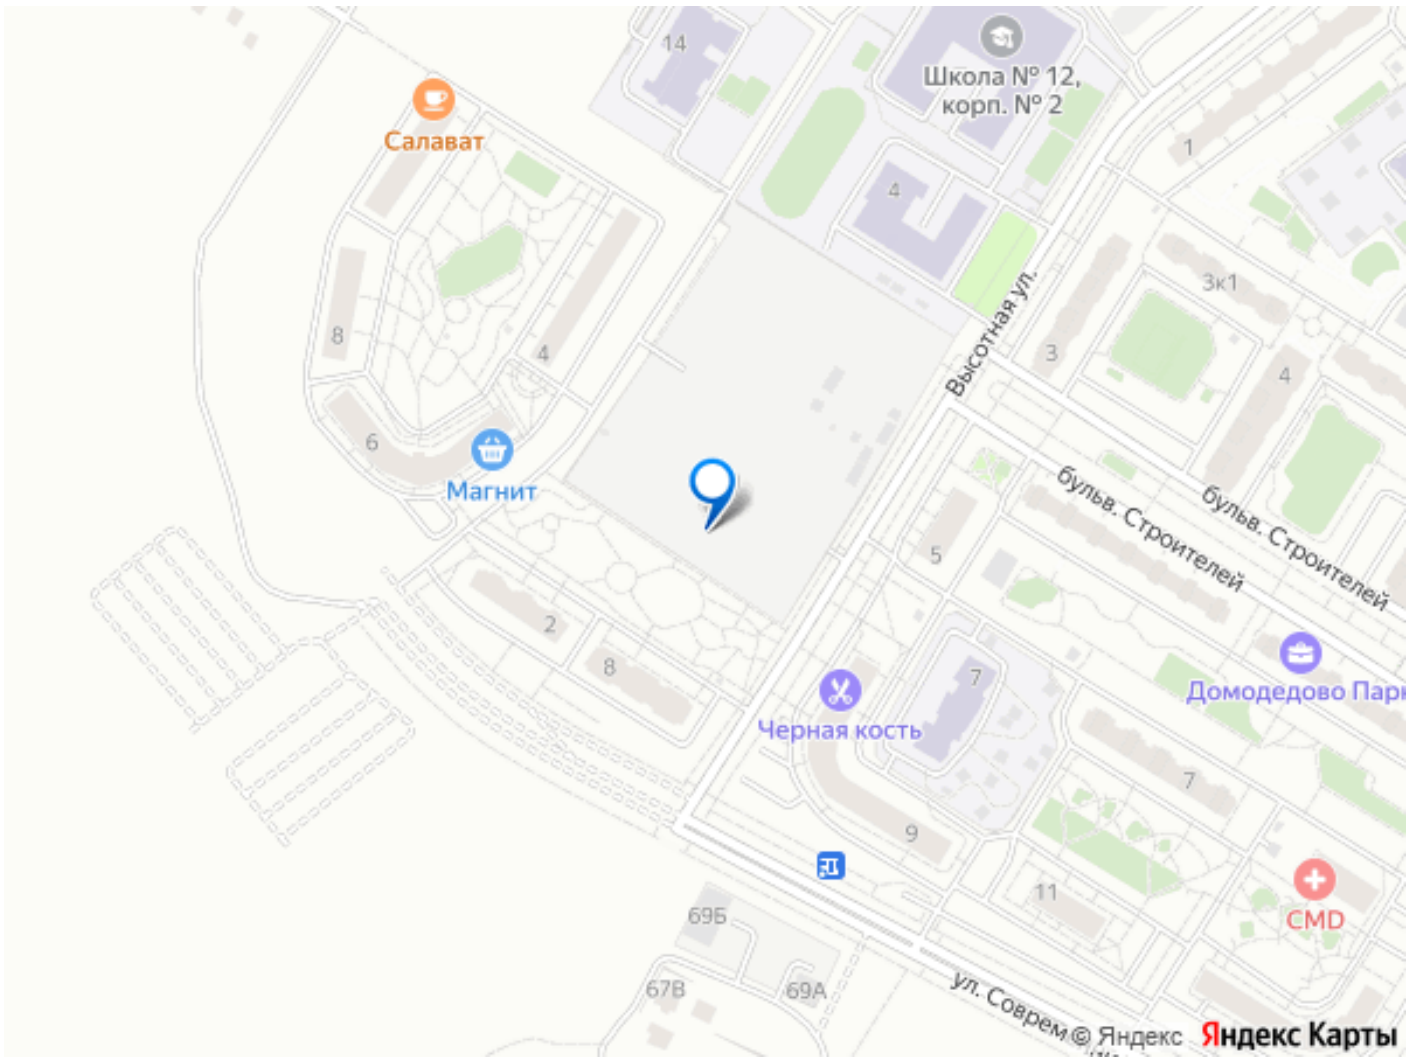 14
Школа № 12,
корп. № 2
Салават
1
4
3к1
8
4
Высотная ул.
3
4
6
Магнит
бульв. Строителей
бульв. Строителей
5
2
8
7
Домодедово Парк
Черная кость
7
9
11
CMD
69Б
67В
69А
ул. Соврем
© Яндекс Яндекс Карты